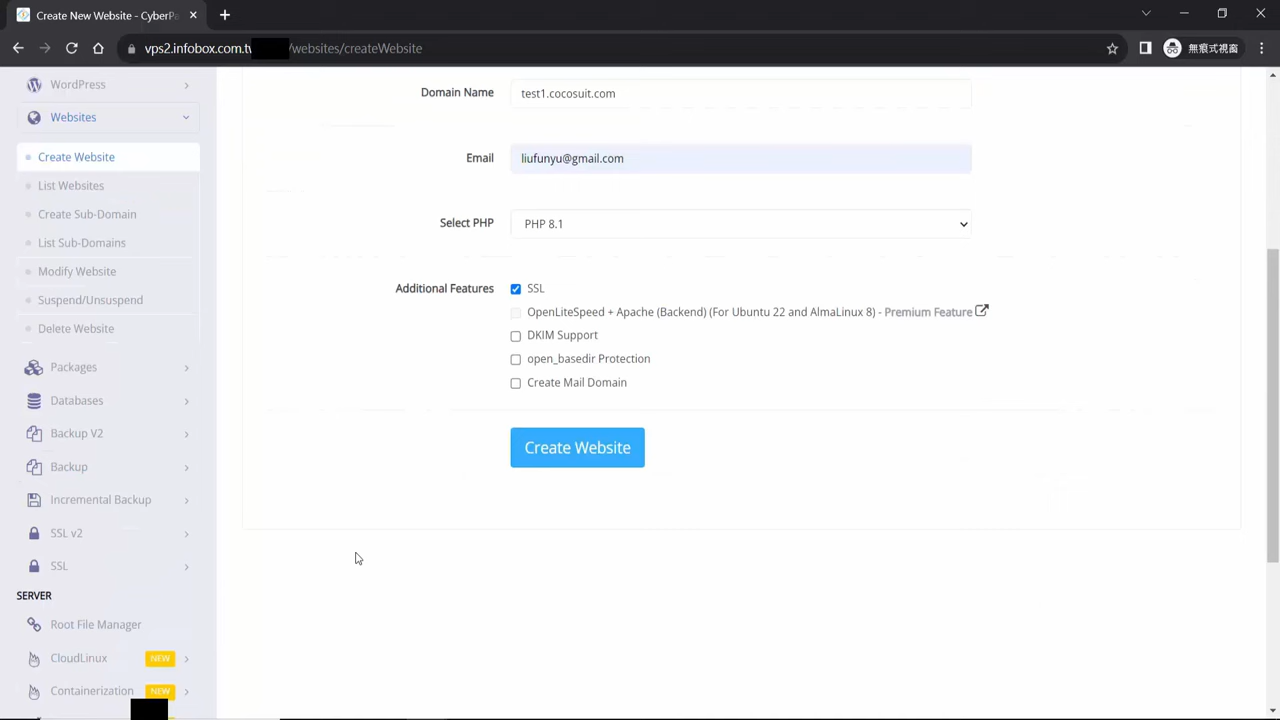 Create New Website - CyberPa
vps2.infobox.com.tw
/websites/createWebsite
無痕式視窗
WordPress
Websites
Create Website
List Websites
Create Sub-Domain
List Sub-Domains
Modify Website
Suspend/Unsuspend
Delete Website
Packages
Databases
Backup V2
Backup
Incremental Backup
SSL v2
SSL
SERVER
Root File Manager
CloudLinux NEW
Containerization NEW
Domain Name test1.cocosuit.com
Email liufunyu@gmail.com
Select PHP PHP 8.1
Additional Features SSL
OpenLiteSpeed + Apache (Backend) (For Ubuntu 22 and AlmaLinux 8) - Premium Feature
DKIM Support
open_basedir Protection
Create Mail Domain
Create Website